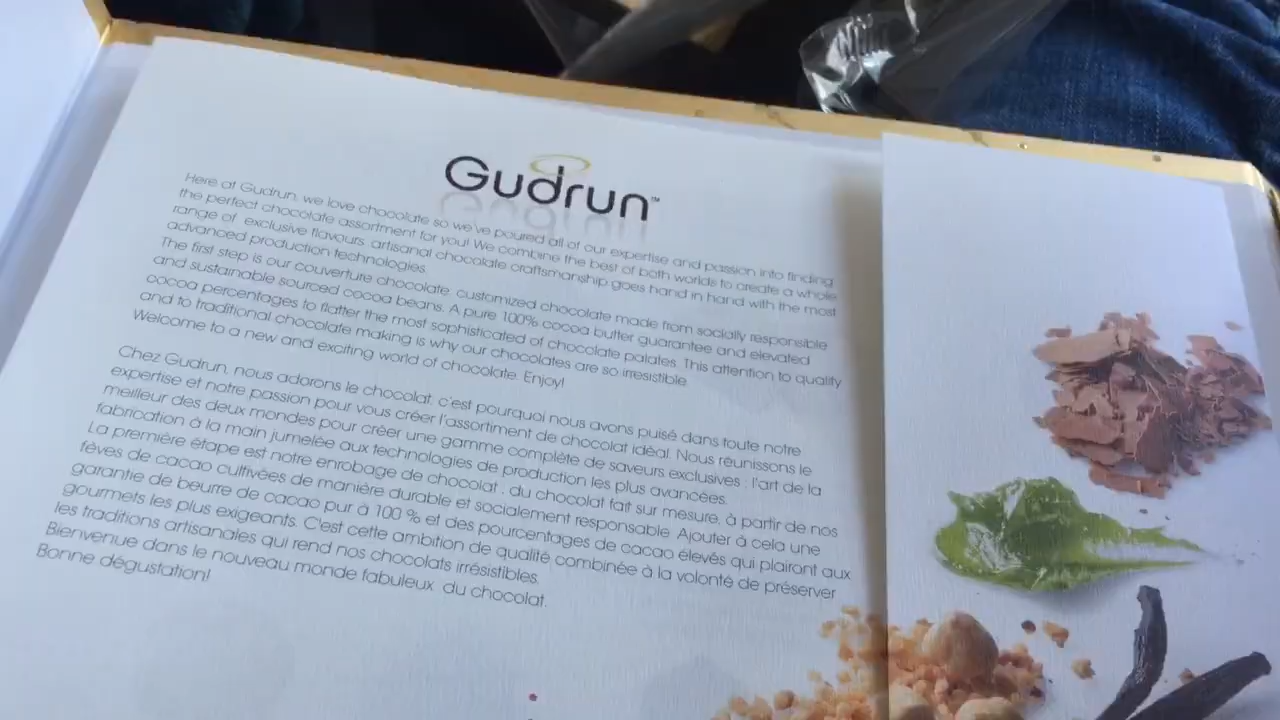 Gudrun™
Here at Gudrun, we love chocolate so we've poured all of our expertise and passion into finding
the perfect chocolate assortment for you! We combine the best of both worlds to create a whole
range of exclusive flavours: artisanal chocolate craftsmanship goes hand in hand with the most
advanced production technologies.
The first step is our couverture chocolate, customized chocolate made from socially responsible
and sustainable sourced cocoa beans. A pure 100% cocoa butter guarantee and elevated
cocoa percentages to flatter the most sophisticated of chocolate palates. This attention to quality
and to traditional chocolate making is why our chocolates are so irresistible.
Welcome to a new and exciting world of chocolate. Enjoy!
Chez Gudrun, nous adorons le chocolat, c'est pourquoi nous avons puisé dans toute notre
expertise et notre passion pour vous créer l'assortiment de chocolat idéal. Nous réunissons le
meilleur des deux mondes pour créer une gamme complète de saveurs exclusives : l'art de la
fabrication à la main jumelée aux technologies de production les plus avancées.
La première étape est notre enrobage de chocolat : du chocolat fait sur mesure, à partir de nos
fèves de cacao cultivées de manière durable et socialement responsable. Ajouter à cela une
garantie de beurre de cacao pur à 100 % et des pourcentages de cacao élevés qui plairont aux
gourmets les plus exigeants. C'est cette ambition de qualité combinée à la volonté de préserver
les traditions artisanales qui rend nos chocolats irrésistibles.
Bienvenue dans le nouveau monde fabuleux du chocolat.
Bonne dégustation!